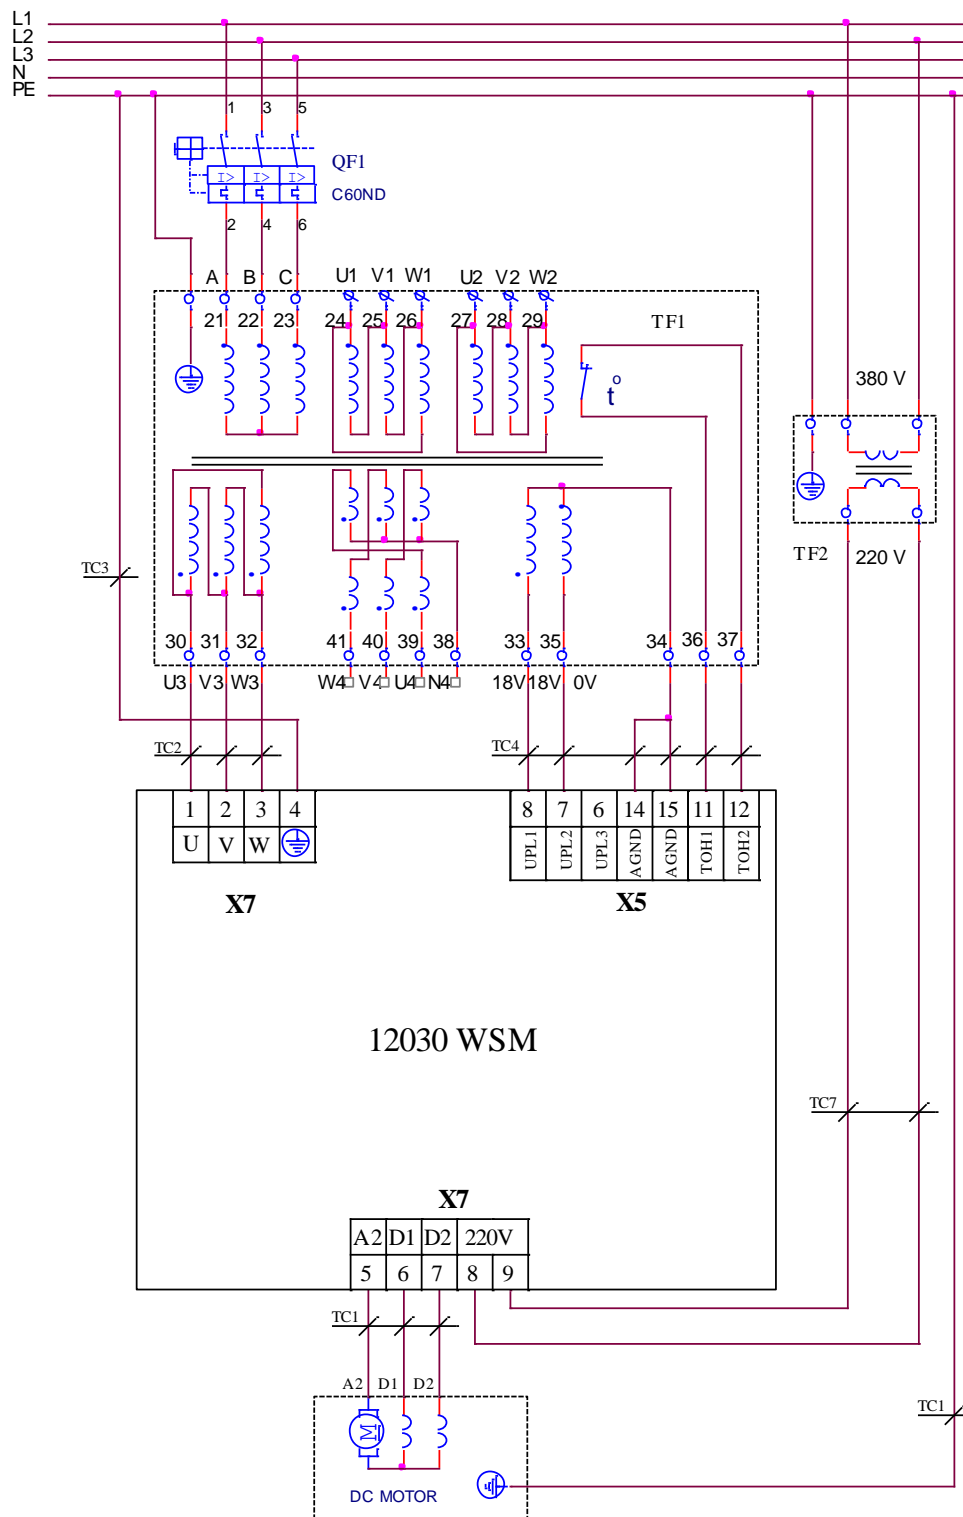 L1
L2
L3
N
PE
1 3 5
QF1
I> I> I>
C60ND
2 4 6
A B C U1 V1 W1 U2 V2 W2
21 22 23 24 25 26 27 28 29 TF1
t°
380 V
TF2 220 V
TC3
30 31 32 41 40 39 38 33 35 34 36 37
U3 V3 W3 W4 V4 U4 N4 18V 18V 0V
TC2 TC4
1 2 3 4 8 7 6 14 15 11 12
U V W UPL1 UPL2 UPL3 AGND AGND TOH1 TOH2
X7 X5
12030 WSM
TC7
X7
A2 D1 D2 220V
5 6 7 8 9
TC1
A2 D1 D2
TC1
M
DC MOTOR